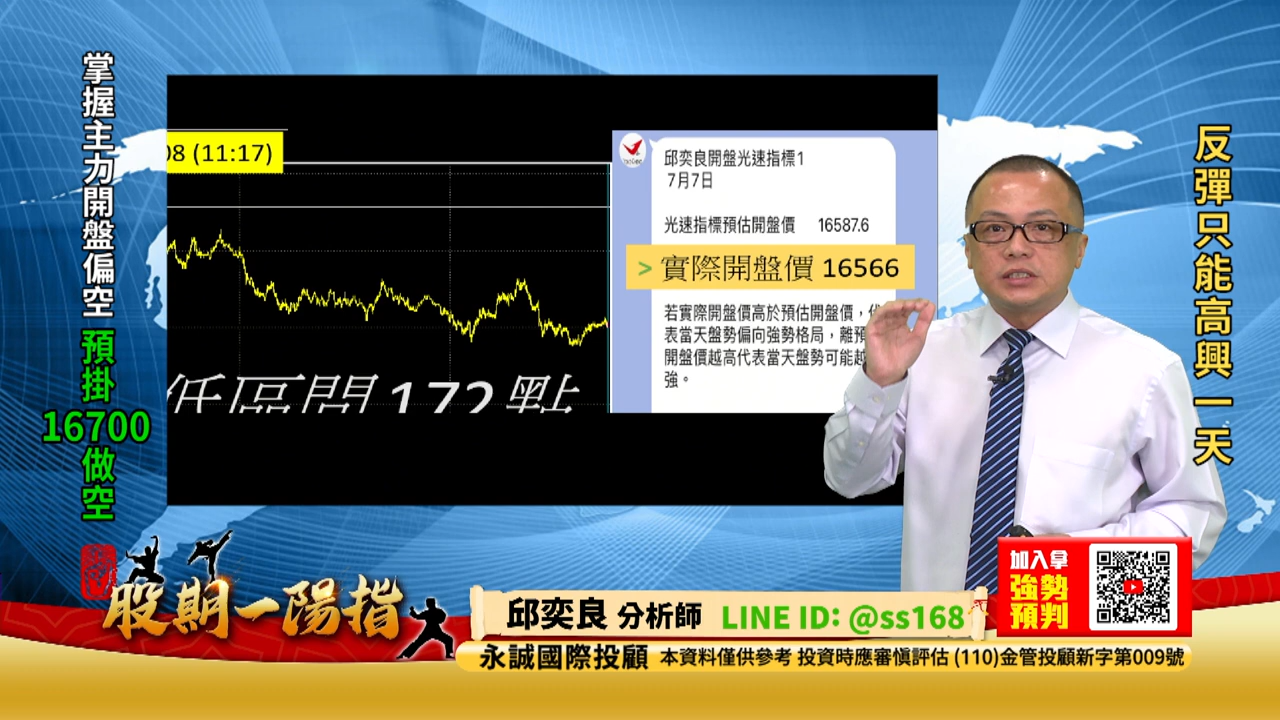 掌握主力開盤偏空 預掛16700做空
反彈只能高興一天
08 (11:17)
低區間172點
邱奕良開盤光速指標1
7月7日
光速指標預估開盤價 16587.6
> 實際開盤價 16566
若實際開盤價高於預估開盤價，代
表當天盤勢偏向強勢格局，離預
開盤價越高代表當天盤勢可能越
強。
股期一陽指
邱奕良 分析師 LINE ID: @ss168
永誠國際投顧 本資料僅供參考 投資時應審慎評估 (110)金管投顧新字第009號
加入拿
強勢
預判